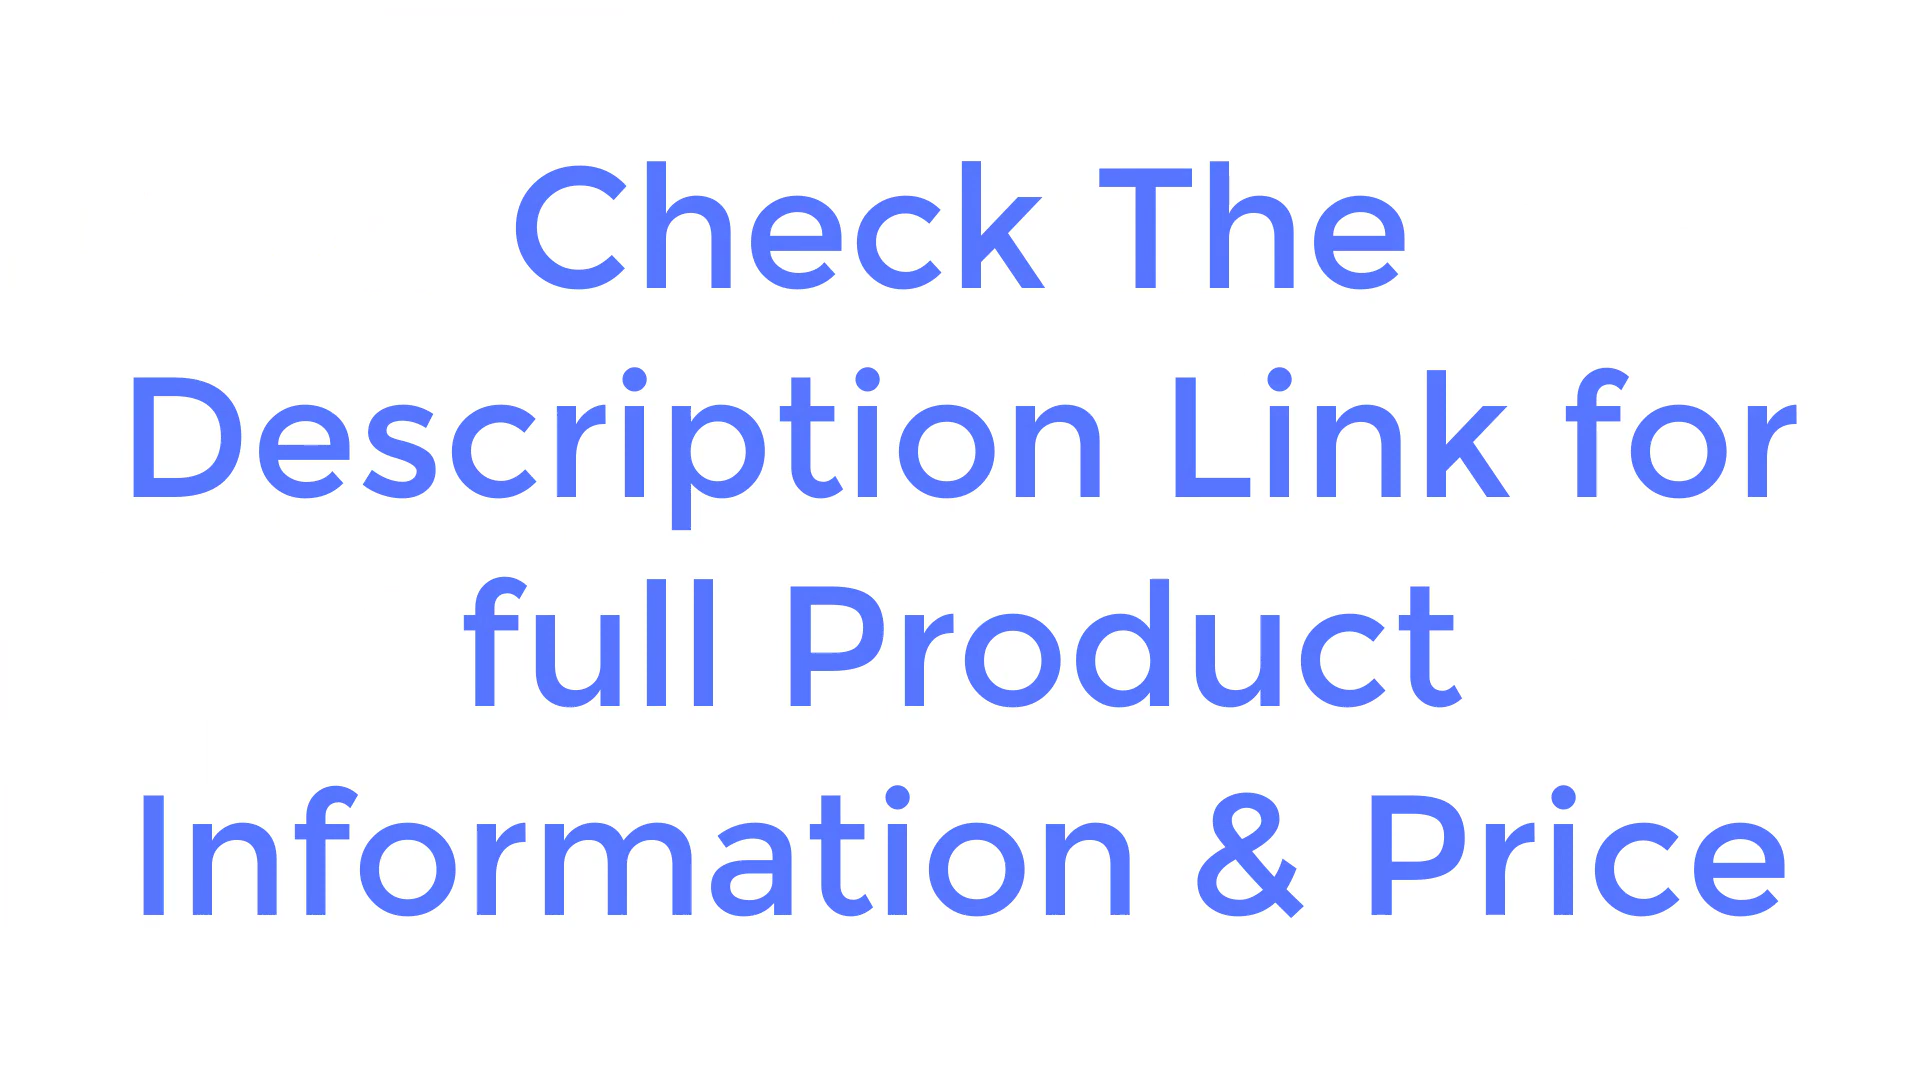 Check The
Description Link for
full Product
Information & Price